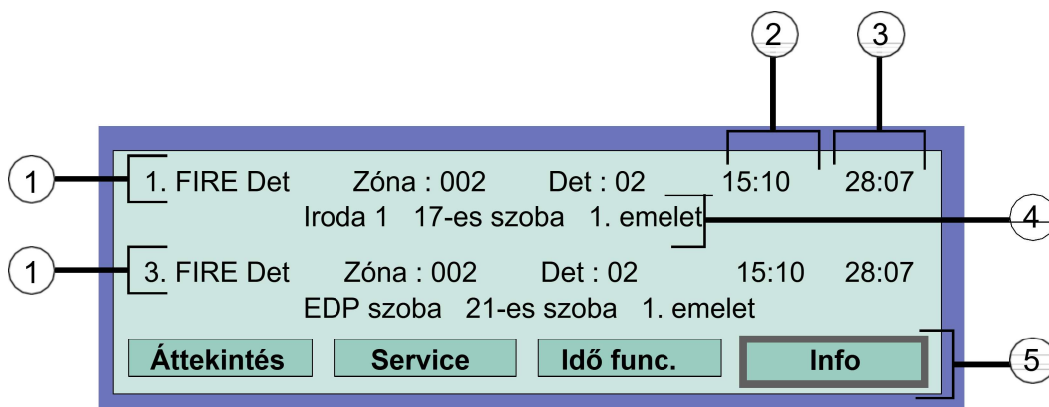 2 3
1 1. FIRE Det Zóna : 002 Det : 02 15:10 28:07
Iroda 1 17-es szoba 1. emelet 4
1 3. FIRE Det Zóna : 002 Det : 02 15:10 28:07
EDP szoba 21-es szoba 1. emelet
Áttekintés Service Idő func. Info 5